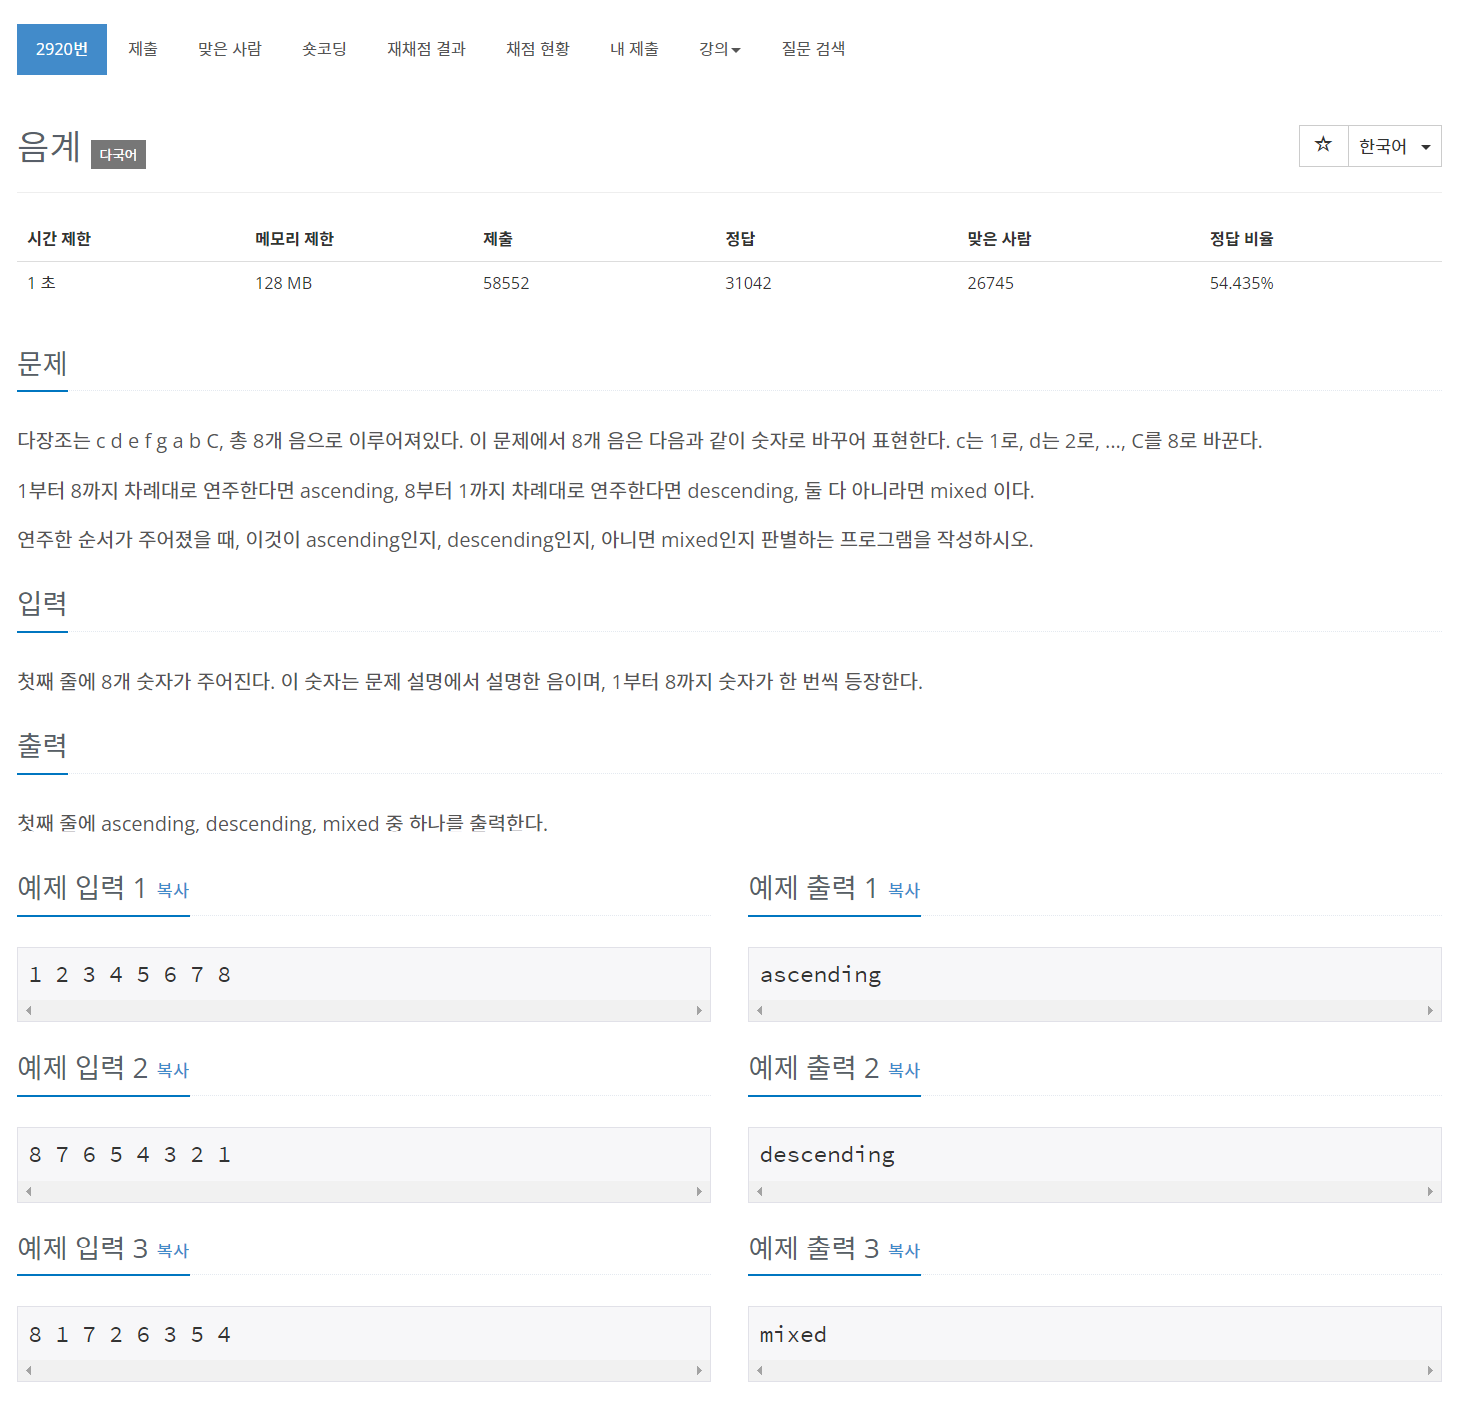 2920번 제출 맞은 사람 숏코딩 재채점 결과 채점 현황 내 제출 강의 질문 검색
음계 다국어
☆ 한국어
시간 제한 메모리 제한 제출 정답 맞은 사람 정답 비율
1 초 128 MB 58552 31042 26745 54.435%
문제
다장조는 c d e f g a b C, 총 8개 음으로 이루어져있다. 이 문제에서 8개 음은 다음과 같이 숫자로 바꾸어 표현한다. c는 1로, d는 2로, ..., C를 8로 바꾼다.
1부터 8까지 차례대로 연주한다면 ascending, 8부터 1까지 차례대로 연주한다면 descending, 둘 다 아니라면 mixed 이다.
연주한 순서가 주어졌을 때, 이것이 ascending인지, descending인지, 아니면 mixed인지 판별하는 프로그램을 작성하시오.
입력
첫째 줄에 8개 숫자가 주어진다. 이 숫자는 문제 설명에서 설명한 음이며, 1부터 8까지 숫자가 한 번씩 등장한다.
출력
첫째 줄에 ascending, descending, mixed 중 하나를 출력한다.
예제 입력 1 복사
1 2 3 4 5 6 7 8
예제 출력 1 복사
ascending
예제 입력 2 복사
8 7 6 5 4 3 2 1
예제 출력 2 복사
descending
예제 입력 3 복사
8 1 7 2 6 3 5 4
예제 출력 3 복사
mixed